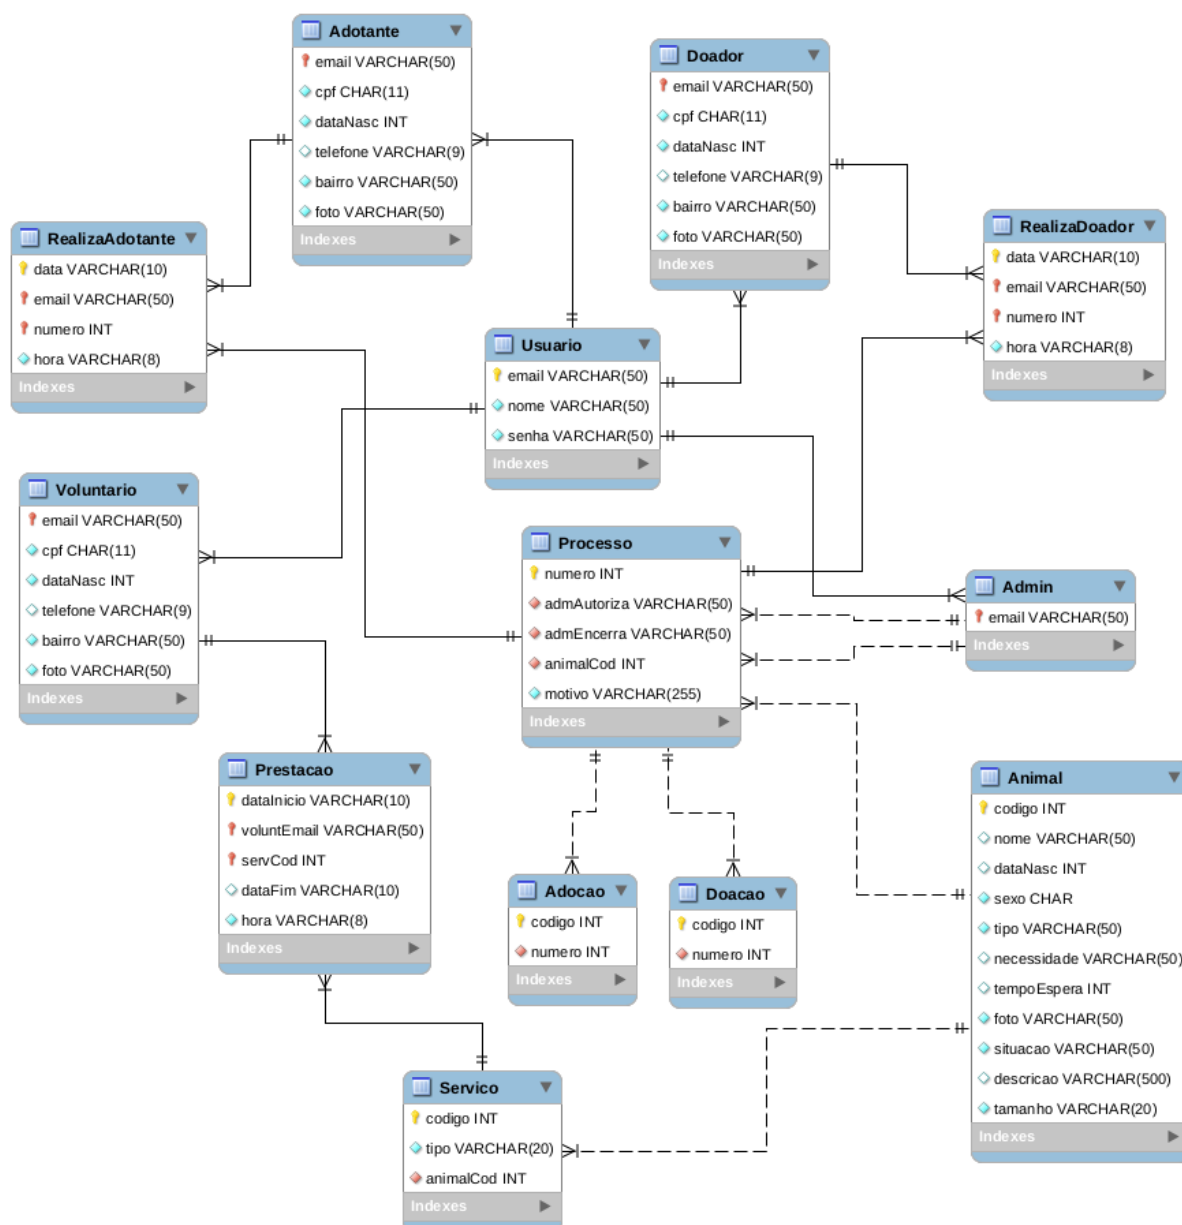 Adotante
email VARCHAR(50)
cpf CHAR(11)
dataNasc INT
telefone VARCHAR(9)
bairro VARCHAR(50)
foto VARCHAR(50)
Indexes
Doador
email VARCHAR(50)
cpf CHAR(11)
dataNasc INT
telefone VARCHAR(9)
bairro VARCHAR(50)
foto VARCHAR(50)
Indexes
RealizaAdotante
data VARCHAR(10)
email VARCHAR(50)
numero INT
hora VARCHAR(8)
Indexes
RealizaDoador
data VARCHAR(10)
email VARCHAR(50)
numero INT
hora VARCHAR(8)
Indexes
Usuario
email VARCHAR(50)
nome VARCHAR(50)
senha VARCHAR(50)
Indexes
Voluntario
email VARCHAR(50)
cpf CHAR(11)
dataNasc INT
telefone VARCHAR(9)
bairro VARCHAR(50)
foto VARCHAR(50)
Indexes
Processo
numero INT
admAutoriza VARCHAR(50)
admEncerra VARCHAR(50)
animalCod INT
motivo VARCHAR(255)
Indexes
Admin
email VARCHAR(50)
Indexes
Prestacao
dataInicio VARCHAR(10)
voluntEmail VARCHAR(50)
servCod INT
dataFim VARCHAR(10)
hora VARCHAR(8)
Indexes
Adocao
codigo INT
numero INT
Indexes
Doacao
codigo INT
numero INT
Indexes
Animal
codigo INT
nome VARCHAR(50)
dataNasc INT
sexo CHAR
tipo VARCHAR(50)
necessidade VARCHAR(50)
tempoEspera INT
foto VARCHAR(50)
situacao VARCHAR(50)
descricao VARCHAR(500)
tamanho VARCHAR(20)
Indexes
Servico
codigo INT
tipo VARCHAR(20)
animalCod INT
Indexes